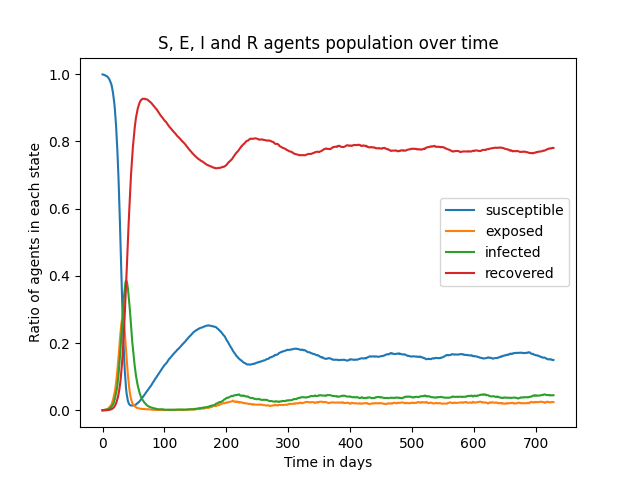 S, E, I and R agents population over time
Ratio of agents in each state
1.0
0.8
0.6
0.4
0.2
0.0
susceptible
exposed
infected
recovered
0 100 200 300 400 500 600 700
Time in days